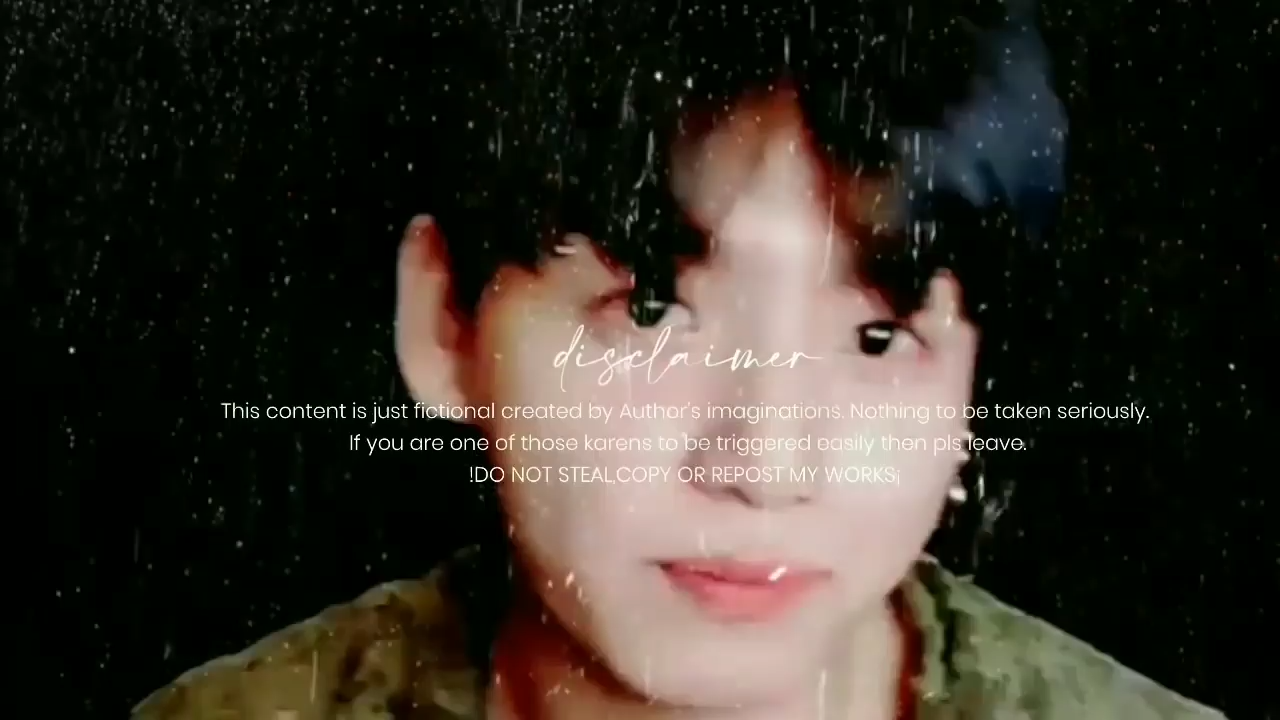 disclaimer
This content is just fictional created by Author's imaginations. Nothing to be taken seriously.
If you are one of those karens to be triggered easily then pls leave.
!DO NOT STEAL,COPY OR REPOST MY WORKS¡